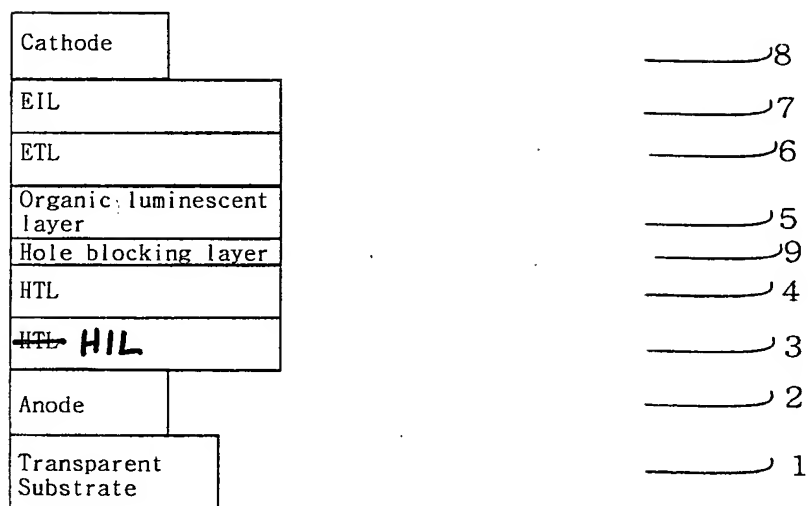 Cathode
8
EIL
7
ETL
6
Organic luminescent
layer
5
Hole blocking layer
9
HTL
4
HTL HIL
3
Anode
2
Transparent
Substrate
1